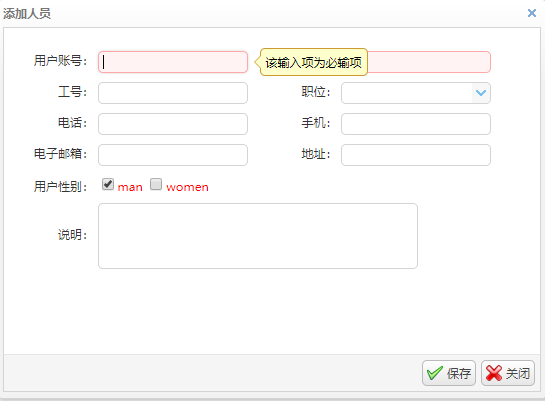 添加人员
用户账号： 该输入项为必输项
工号： 职位：
电话： 手机：
电子邮箱： 地址：
用户性别： man women
说明：
保存 关闭